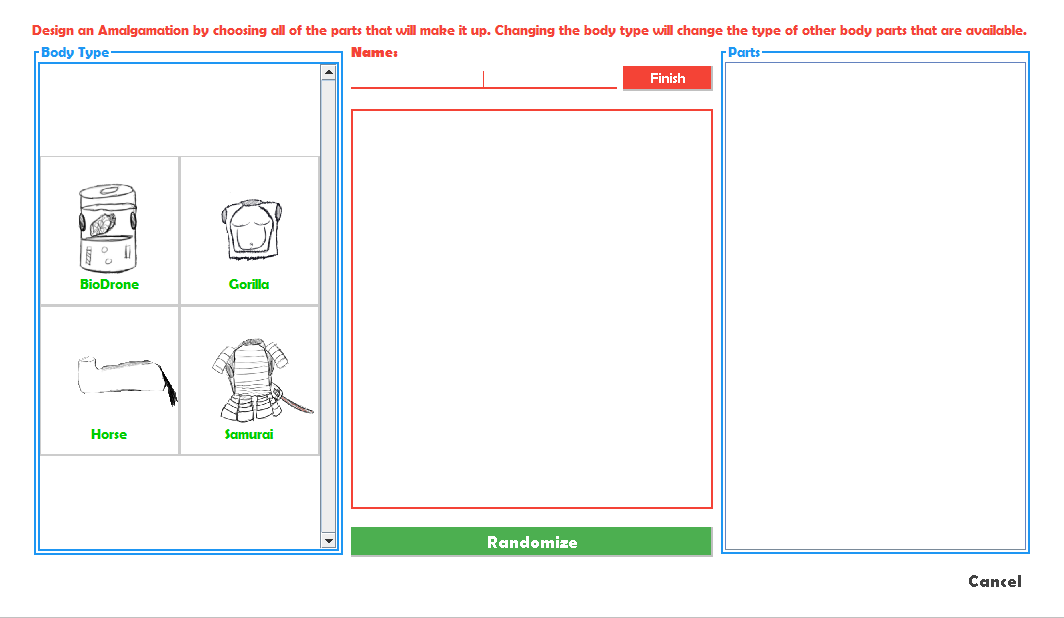 Design an Amalgamation by choosing all of the parts that will make it up. Changing the body type will change the type of other body parts that are available.
Body Type
Name:
Parts
Finish
BioDrone
Gorilla
Horse
Samurai
Randomize
Cancel